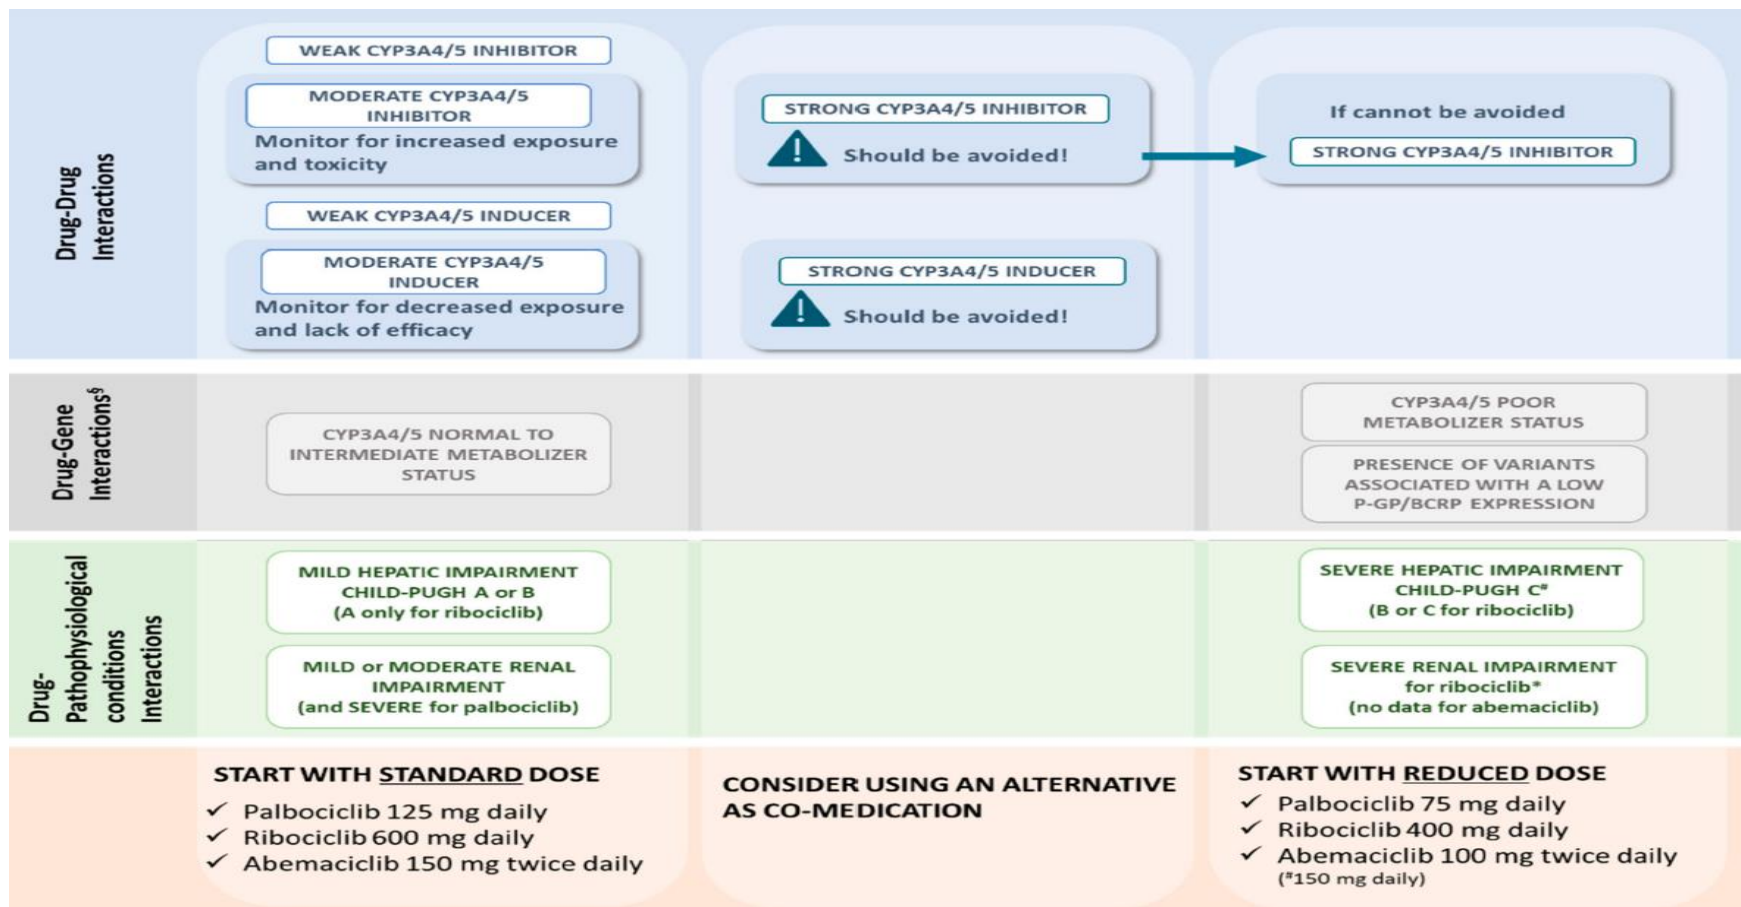 Drug-Drug
Interactions
WEAK CYP3A4/5 INHIBITOR
MODERATE CYP3A4/5
INHIBITOR
Monitor for increased exposure
and toxicity
WEAK CYP3A4/5 INDUCER
MODERATE CYP3A4/5
INDUCER
Monitor for decreased exposure
and lack of efficacy
STRONG CYP3A4/5 INHIBITOR
! Should be avoided!
STRONG CYP3A4/5 INDUCER
! Should be avoided!
If cannot be avoided
STRONG CYP3A4/5 INHIBITOR
Drug-Gene
Interactions§
CYP3A4/5 NORMAL TO
INTERMEDIATE METABOLIZER
STATUS
CYP3A4/5 POOR
METABOLIZER STATUS
PRESENCE OF VARIANTS
ASSOCIATED WITH A LOW
P-GP/BCRP EXPRESSION
Drug-
Pathophysiological
conditions
Interactions
MILD HEPATIC IMPAIRMENT
CHILD-PUGH A or B
(A only for ribociclib)
MILD or MODERATE RENAL
IMPAIRMENT
(and SEVERE for palbociclib)
SEVERE HEPATIC IMPAIRMENT
CHILD-PUGH C#
(B or C for ribociclib)
SEVERE RENAL IMPAIRMENT
for ribociclib*
(no data for abemaciclib)
START WITH STANDARD DOSE
✓ Palbociclib 125 mg daily
✓ Ribociclib 600 mg daily
✓ Abemaciclib 150 mg twice daily
CONSIDER USING AN ALTERNATIVE
AS CO-MEDICATION
START WITH REDUCED DOSE
✓ Palbociclib 75 mg daily
✓ Ribociclib 400 mg daily
✓ Abemaciclib 100 mg twice daily
(#150 mg daily)